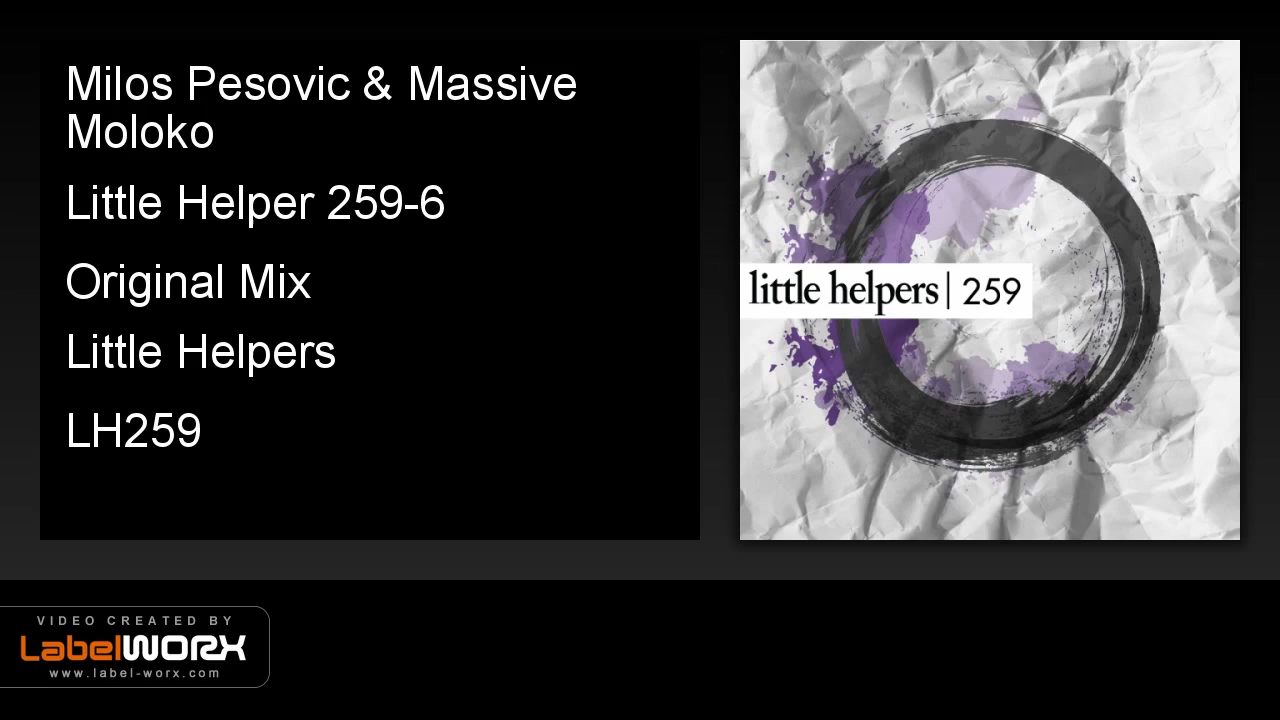 Milos Pesovic & Massive
Moloko
Little Helper 259-6
Original Mix
Little Helpers
LH259
little helpers | 259
VIDEO CREATED BY
LabelWORX
www.label-worx.com